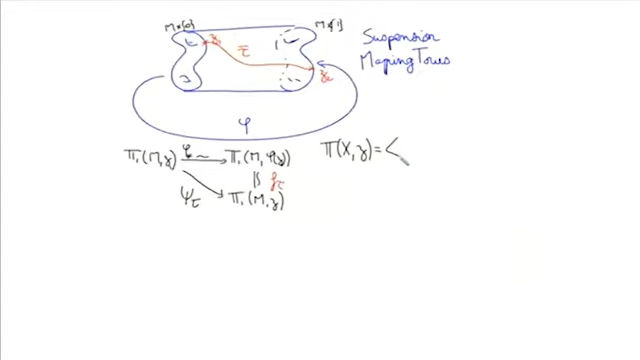 M×{0}
M×{1}
Suspension
Mapping Torus
φ
π₁(M,z) ~ π₁(M,φ(z)) π(X,z)=<
ψ_τ π₁(M,z)